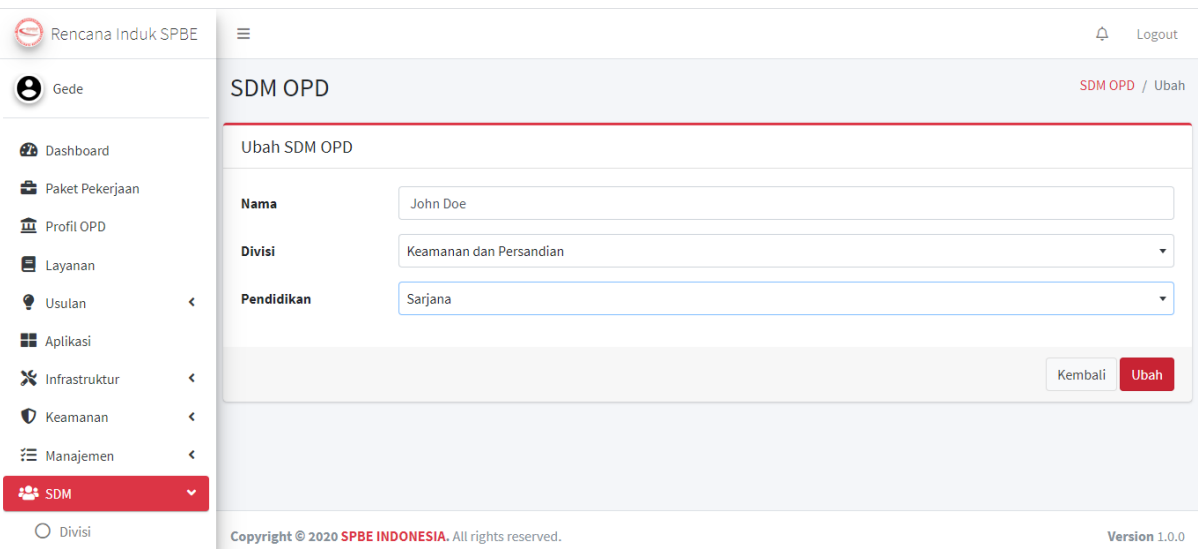 Rencana Induk SPBE
Logout
Gede
SDM OPD
SDM OPD / Ubah
Dashboard
Paket Pekerjaan
Profil OPD
Layanan
Usulan
Aplikasi
Infrastruktur
Keamanan
Manajemen
SDM
Divisi
Ubah SDM OPD
Nama
John Doe
Divisi
Keamanan dan Persandian
Pendidikan
Sarjana
Kembali
Ubah
Copyright © 2020 SPBE INDONESIA. All rights reserved.
Version 1.0.0